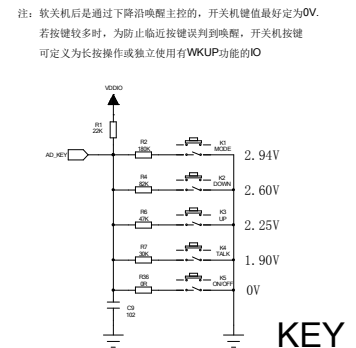 注：软关机后是通过下降沿唤醒主控的，开关机键值最好定为0V.
若按键较多时，为防止临近按键误判到唤醒，开关机按键
可定义为长按操作或独立使用有WKUP功能的IO
VDDIO
R1
22K
AD_KEY
R2
180K
K1
MODE
2.94V
R4
82K
K2
DOWN
2.60V
R6
47K
K3
UP
2.25V
R7
30K
K4
TALK
1.90V
R36
0R
K5
ON/OFF
0V
C9
102
KEY